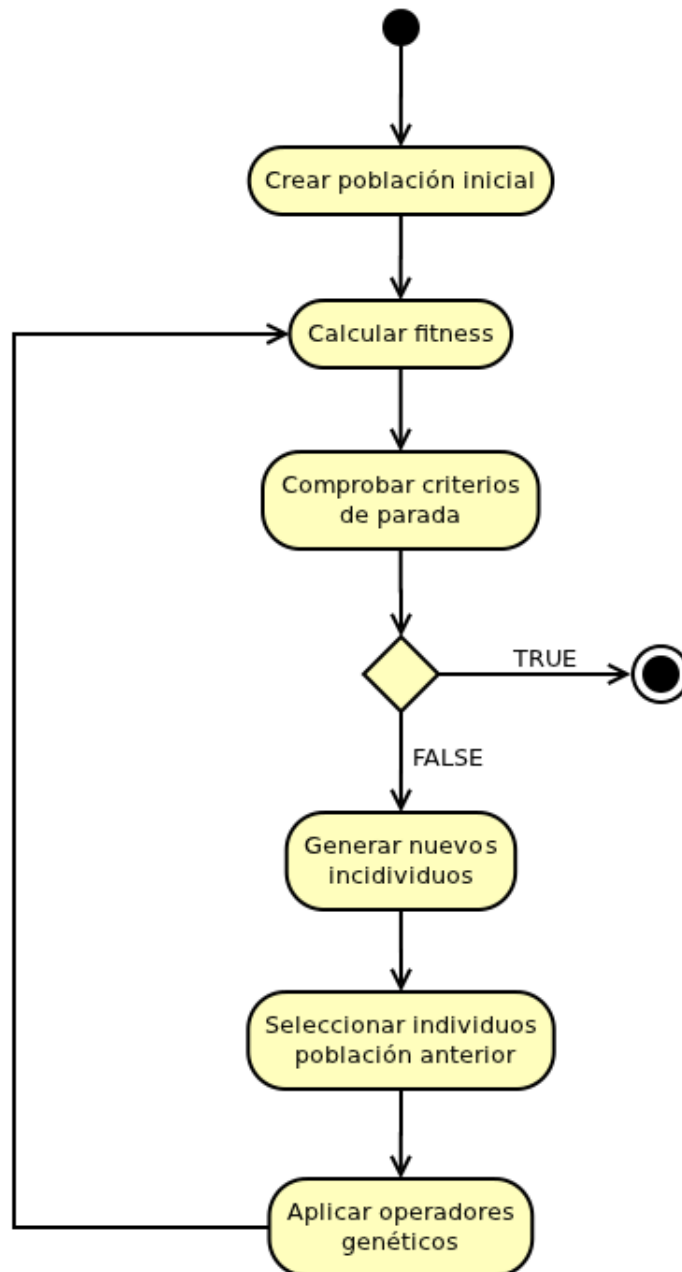 Crear población inicial
Calcular fitness
Comprobar criterios
de parada
TRUE
FALSE
Generar nuevos
incidividuos
Seleccionar individuos
población anterior
Aplicar operadores
genéticos